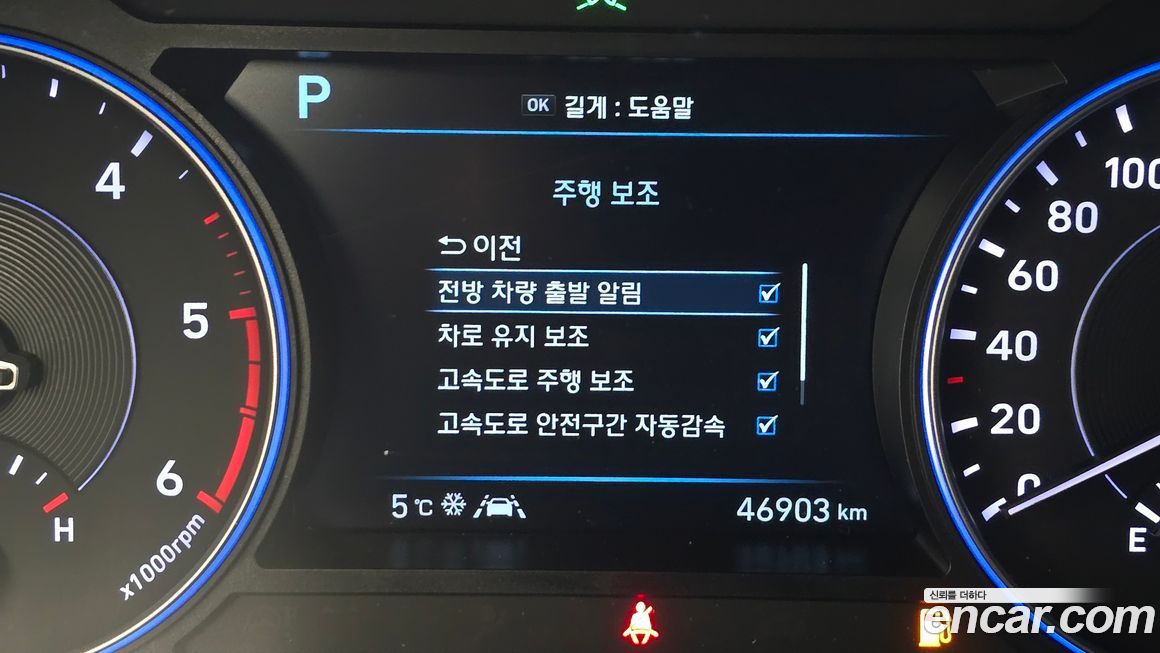 P
OK 길게 : 도움말
주행 보조
이전
전방 차량 출발 알림
차로 유지 보조
고속도로 주행 보조
고속도로 안전구간 자동감속
5 ℃
46903 km
4
5
6
x1000rpm
H
100
80
60
40
20
0
E
신뢰를 더하다
encar.com